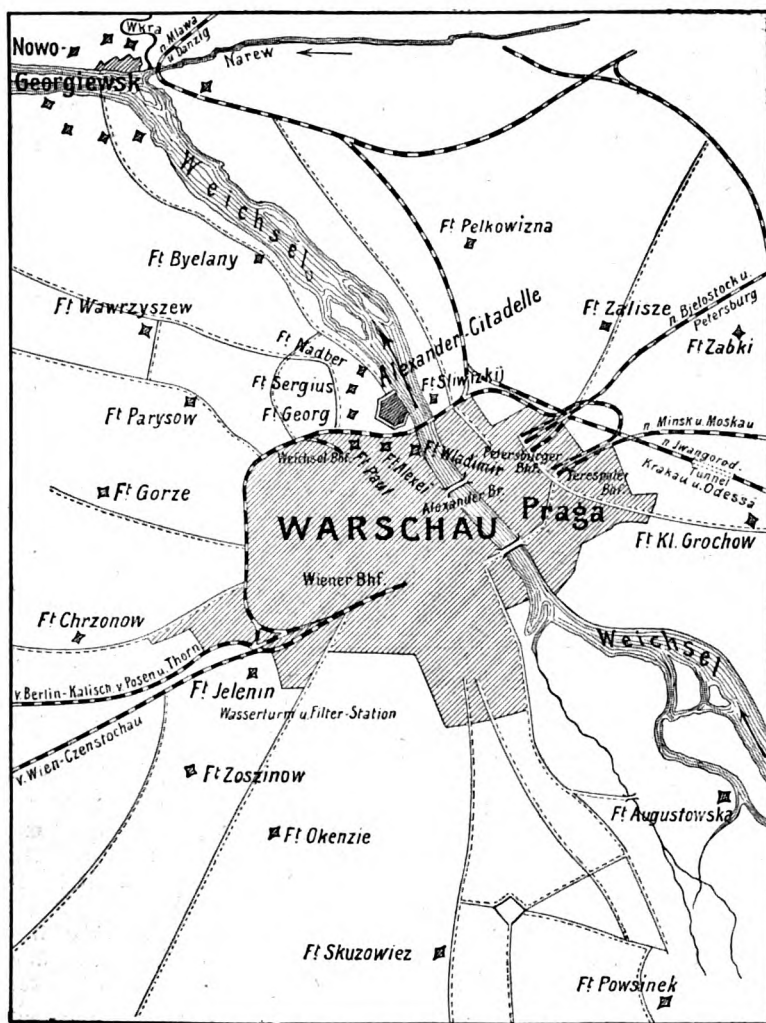 Wkra
n. Mlawa
u. Danzig
Nowo-
Georgiewsk
Narew
Weichsel
Ft. Pelkowizna
Ft. Byelany
Ft. Wawrzyszew
Alexander-Citadelle
Ft. Zalisze
n. Bielostock u.
Petersburg
Ft. Zabki
Ft. Nadber
Ft. Sergius
Ft. Sliwizkij
Ft. Parysow
Ft. Georg
n. Minsk u. Moskau
n. Jwangorod.
Tunnel
Krakau u. Odessa
Weichsel Bhf.
Ft. Paul
Ft. Alexei
Ft. Wladimir
Petersburger
Bhf.
Terespoler
Bhf.
Ft. Gorze
Alexander Br.
WARSCHAU
Praga
Ft. Kl. Grochow
Wiener Bhf.
Ft. Chrzonow
Weichsel
v. Berlin-Kalisch v. Posen u. Thorn
Ft. Jelenin
Wasserturm u. Filter-Station
v. Wien-Czenstochau
Ft. Zoszinow
Ft. Augustowska
Ft. Okenzie
Ft. Skuzowiez
Ft. Powsinek